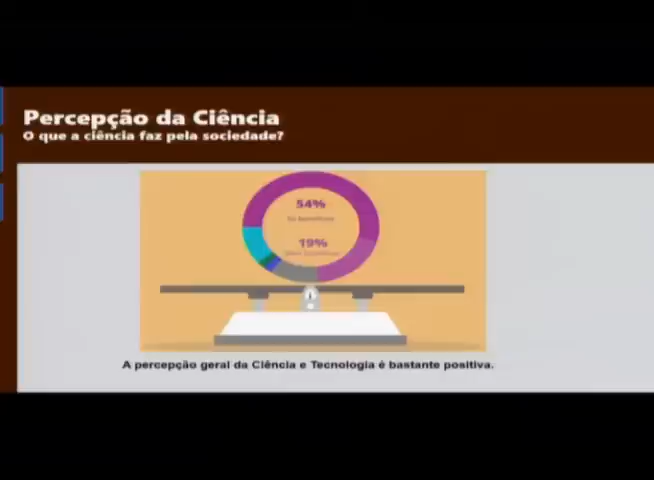 Percepção da Ciência
O que a ciência faz pela sociedade?
54%
19%
A percepção geral da Ciência e Tecnologia é bastante positiva.